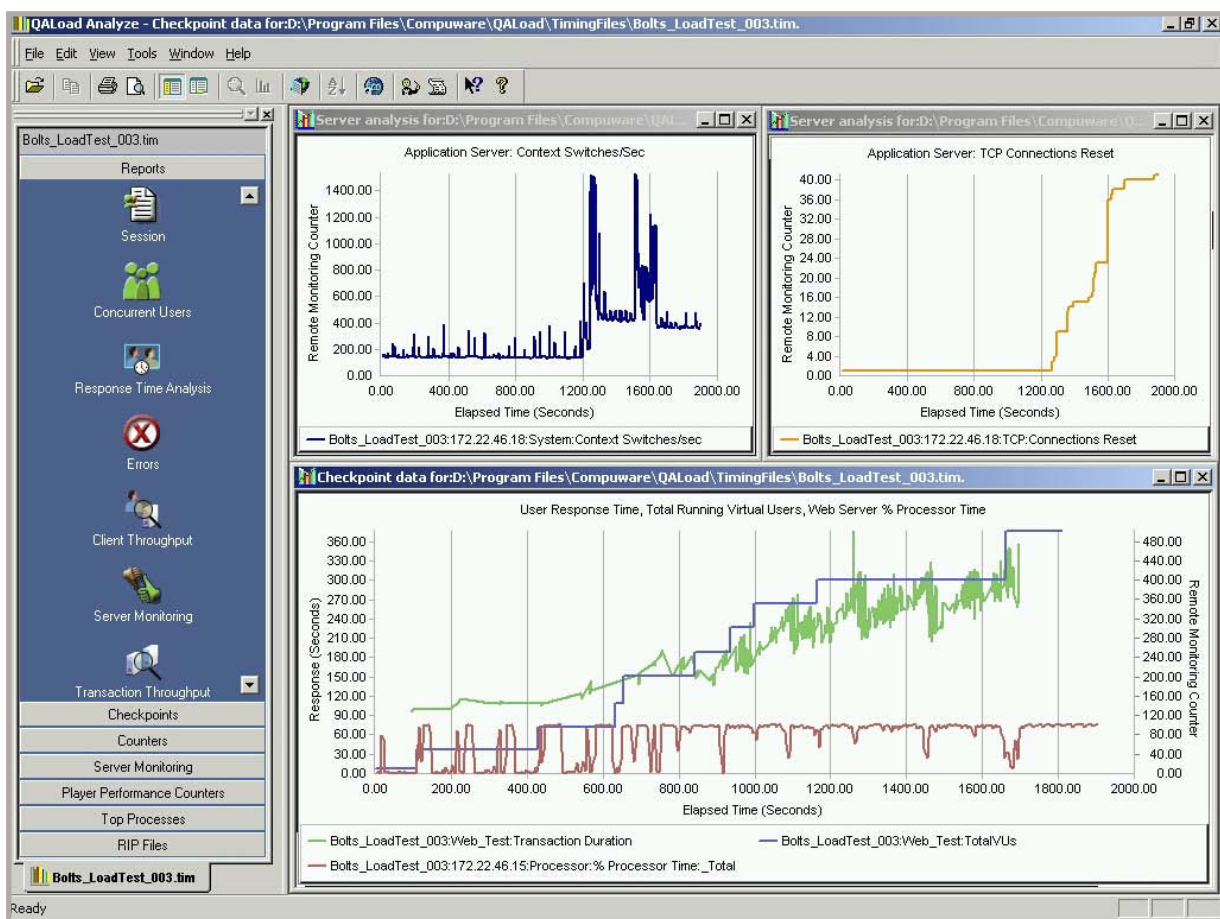 QALoad Analyze - Checkpoint data for:D:\Program Files\Compuware\QALoad\TimingFiles\Bolts_LoadTest_003.tim.
File Edit View Tools Window Help
Bolts_LoadTest_003.tim
Reports
Session
Concurrent Users
Response Time Analysis
Errors
Client Throughput
Server Monitoring
Transaction Throughput
Checkpoints
Counters
Server Monitoring
Player Performance Counters
Top Processes
RIP Files
Bolts_LoadTest_003.tim
Ready
Server analysis for:D:\Program Files\Compuware\QAL...
Application Server: Context Switches/Sec
Remote Monitoring Counter
1400.00
1200.00
1000.00
800.00
600.00
400.00
200.00
0.00
0.00 400.00 800.00 1200.00 1600.00 2000.00
Elapsed Time (Seconds)
Bolts_LoadTest_003:172.22.46.18:System:Context Switches/sec
Server analysis for:D:\Program Files\Compuware\Q...
Application Server: TCP Connections Reset
Remote Monitoring Counter
40.00
36.00
32.00
28.00
24.00
20.00
16.00
12.00
8.00
4.00
0.00
0.00 400.00 800.00 1200.00 1600.00 2000.00
Elapsed Time (Seconds)
Bolts_LoadTest_003:172.22.46.18:TCP:Connections Reset
Checkpoint data for:D:\Program Files\Compuware\QALoad\TimingFiles\Bolts_LoadTest_003.tim.
User Response Time, Total Running Virtual Users, Web Server % Processor Time
Response (Seconds)
360.00
330.00
300.00
270.00
240.00
210.00
180.00
150.00
120.00
90.00
60.00
30.00
0.00
480.00
440.00
400.00
360.00
320.00
280.00
240.00
200.00
160.00
120.00
80.00
40.00
0.00
Remote Monitoring Counter
0.00 200.00 400.00 600.00 800.00 1000.00 1200.00 1400.00 1600.00 1800.00 2000.00
Elapsed Time (Seconds)
Bolts_LoadTest_003:Web_Test:Transaction Duration
Bolts_LoadTest_003:Web_Test:TotalVUs
Bolts_LoadTest_003:172.22.46.15:Processor:% Processor Time:_Total